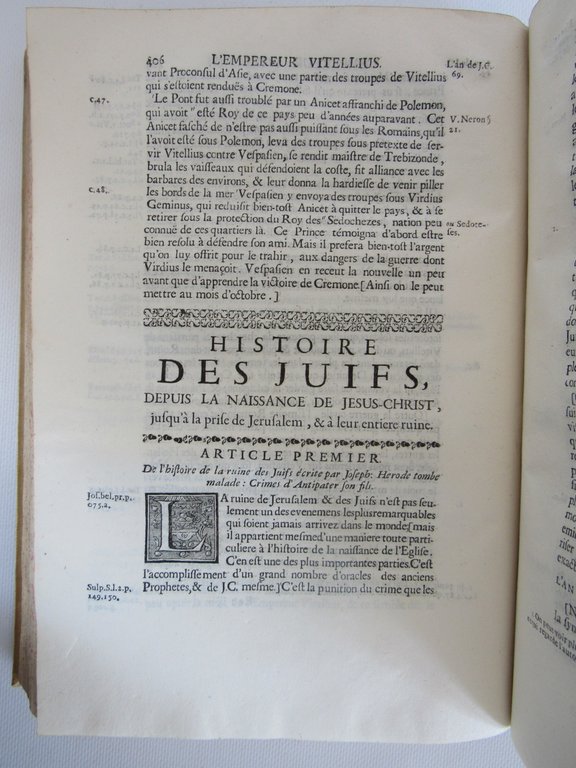 406 L'EMPEREUR VITELLIUS. L'an de J.C. 69.
vant Proconsul d'Asie, avec une partie des troupes de Vitellius
qui s'estoient renduës à Cremone.
c.47. 'Le Pont fut aussi troublé par un Anicet affranchi de Polemon,
qui avoit " esté Roy de ce pays peu d'années auparavant. Cet V. Neron §
Anicet fasché de n'estre pas aussi puissant sous les Romains, qu'il 21.
l'avoit esté sous Polemon, leva des troupes sous pretexte de ser-
vir Vitellius contre Vespasien, se rendit maistre de Trebizonde,
brula les vaisseaux qui défendoient la coste, fit alliance avec les
barbares des environs, & leur donna la hardiesse de venir piller
c.48. les bords de la mer 'Vespasien y envoya des troupes sous Virdius
Geminus, qui reduisit bien-tost Anicet à quitter le pays, & à se
retirer sous la protection du Roy des "Sedochezes, nation peu ou Sedote-
connuë de ces quartiers là. Ce Prince témoigna d'abord estre ses.
bien resolu à défendre son ami. Mais il prefera bien-tost l'argent
qu'on luy offrit pour le trahir, aux dangers de la guerre dont
Virdius le menaçoit. Vespasien en receut la nouvelle un peu
avant que d'apprendre la victoire de Cremone.[Ainsi on le peut
mettre au mois d'octobre.]
HISTOIRE
DES JUIFS,
DEPUIS LA NAISSANCE DE JESUS-CHRIST,
jusqu'à la prise de Jerusalem, & à leur entiere ruine.
ARTICLE PREMIER
De l'histoire de la ruine des Juifs écrite par Joseph: Herode tombe
malade: Crimes d'Antipater son fils.
Jos.bel.pr.p. LA ruine de Jerusalem & des Juifs n'est pas seu-
075.2. lement un des evenemens les plus remarquables
qui soient jamais arrivez dans le monde[mais
il appartient mesme d'une maniere toute parti-
culiere à l'histoire de la naissance de l'Eglise.
C'en est une des plus importantes parties. C'est
l'accomplissement d'un grand nombre d'oracles des anciens
Sulp.S.l.2.p. Prophetes, & de J.C. mesme.]'C'est la punition du crime que les
149.150.